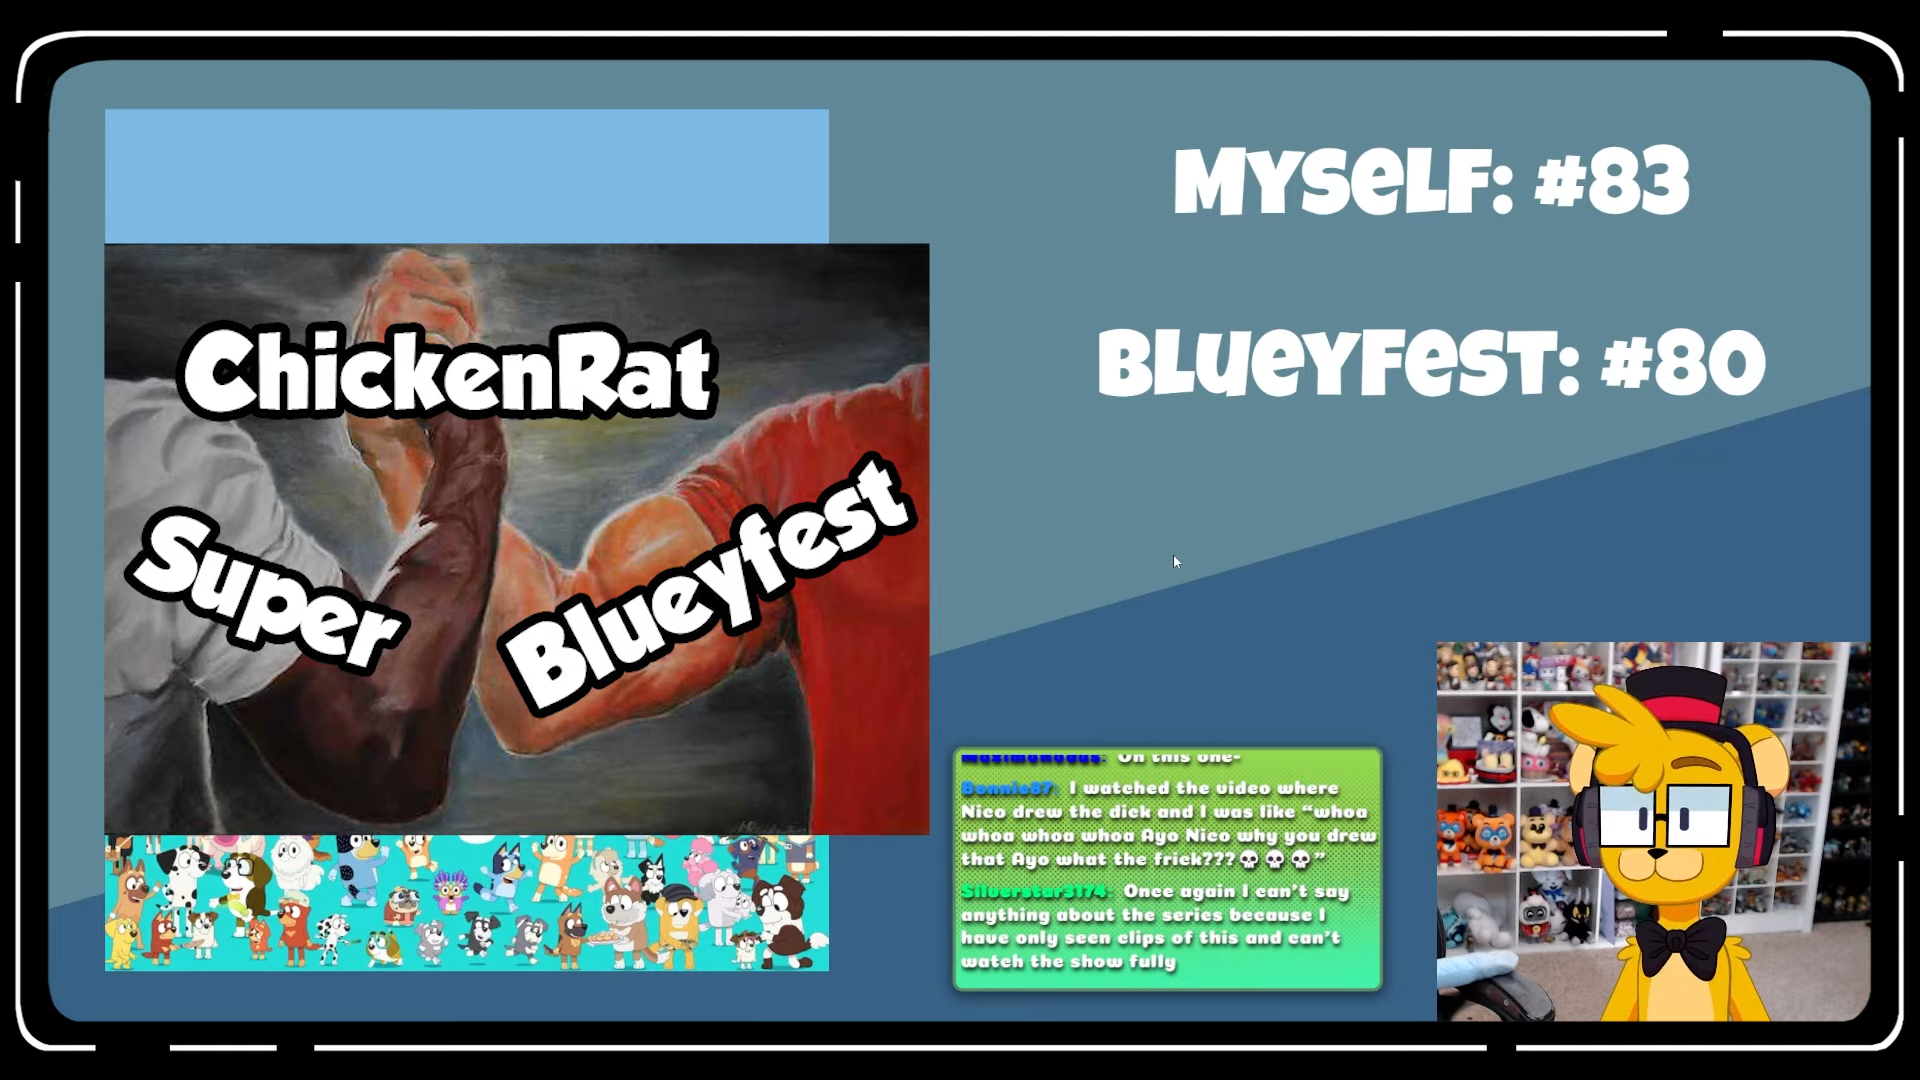 MYSELF: #83
BLUEYFEST: #80
ChickenRat
Super
Blueyfest
On this one-
Bonnie87: I watched the video where
Nico drew the dick and I was like “whoa
whoa whoa whoa Ayo Nico why you drew
that Ayo what the frick???💀💀💀”
Silverstar3174: Once again I can’t say
anything about the series because I
have only seen clips of this and can’t
watch the show fully